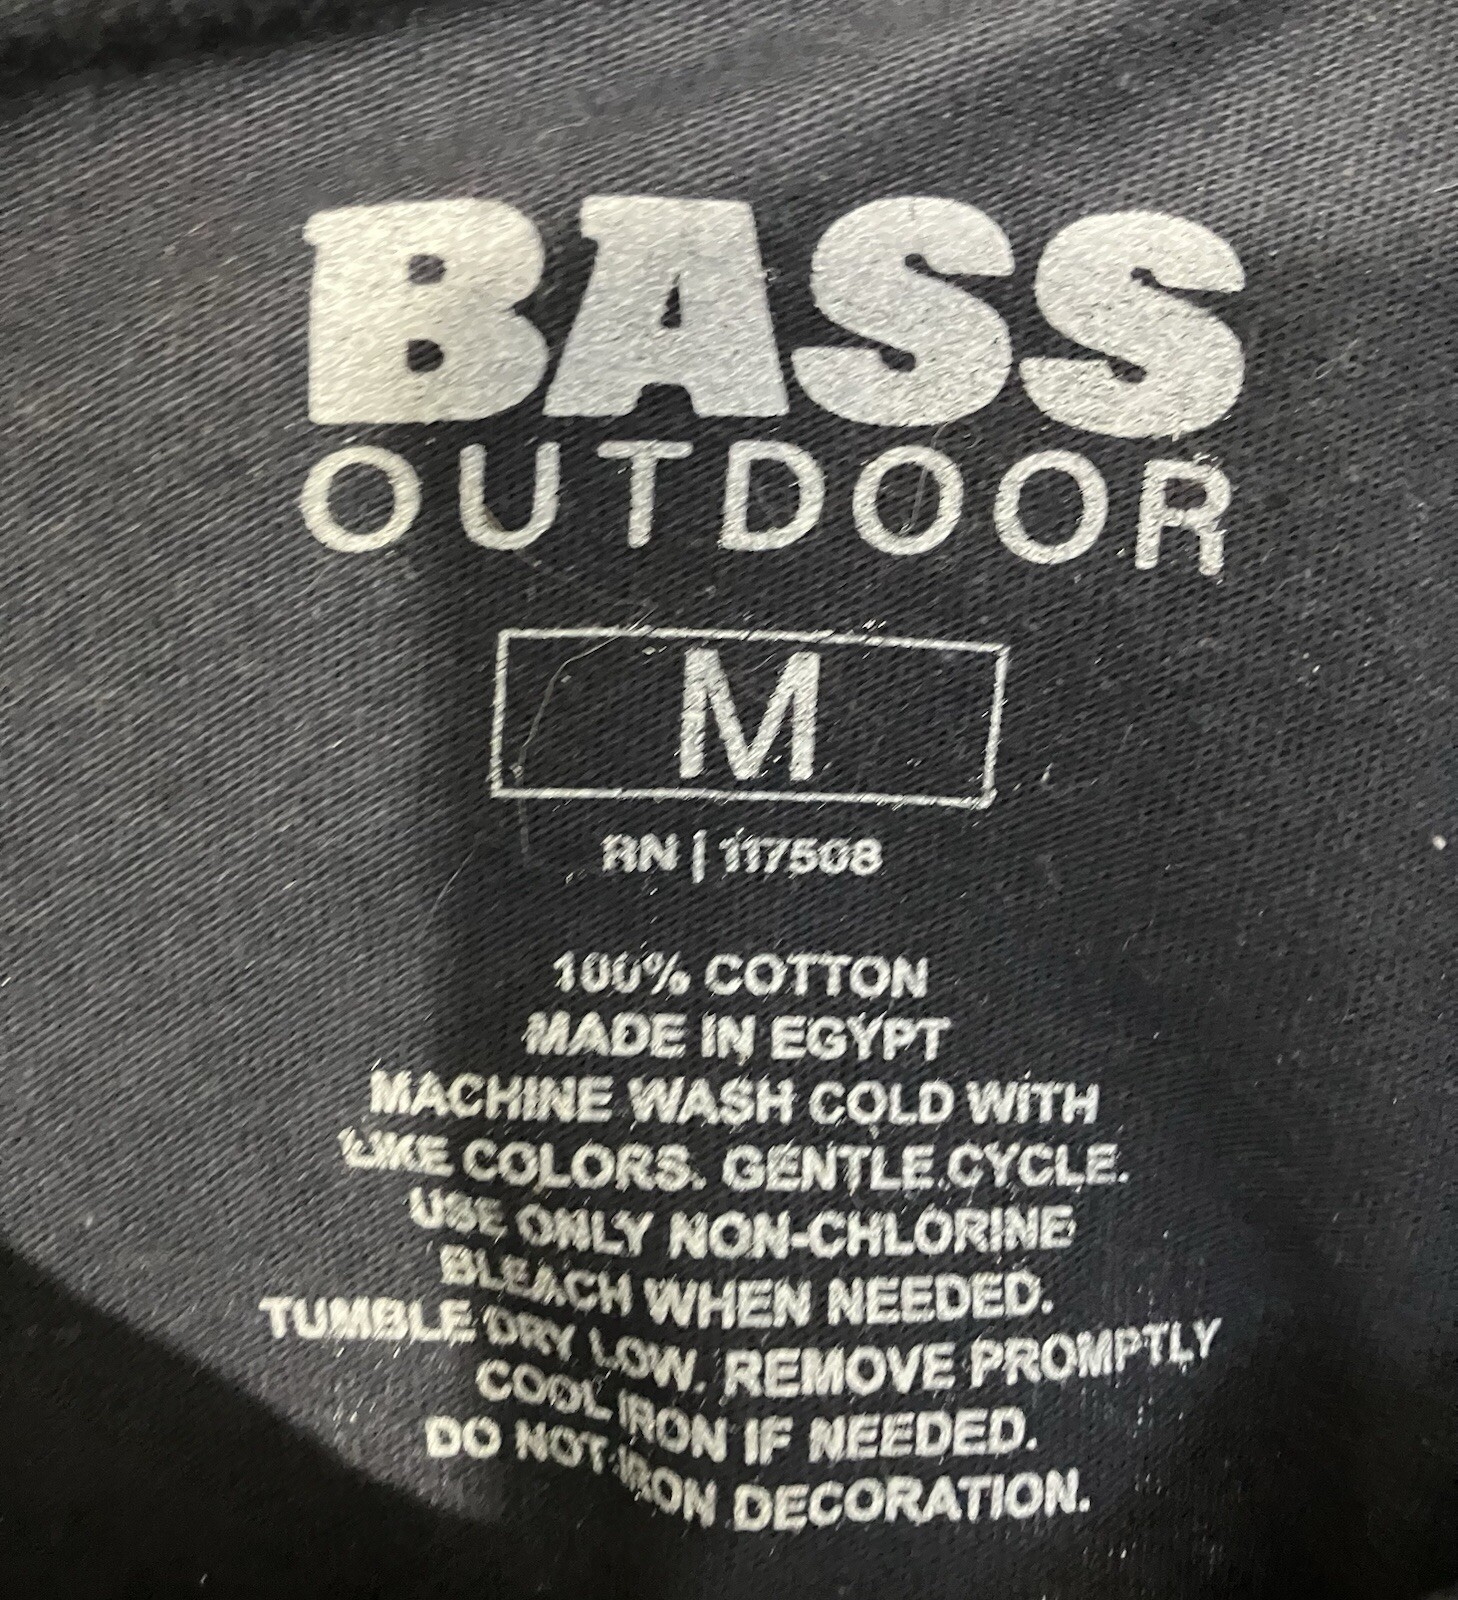 BASS
OUTDOOR
M
RN | 117508
100% COTTON
MADE IN EGYPT
MACHINE WASH COLD WITH
LIKE COLORS. GENTLE CYCLE.
USE ONLY NON-CHLORINE
BLEACH WHEN NEEDED.
TUMBLE DRY LOW. REMOVE PROMPTLY
COOL IRON IF NEEDED.
DO NOT IRON DECORATION.